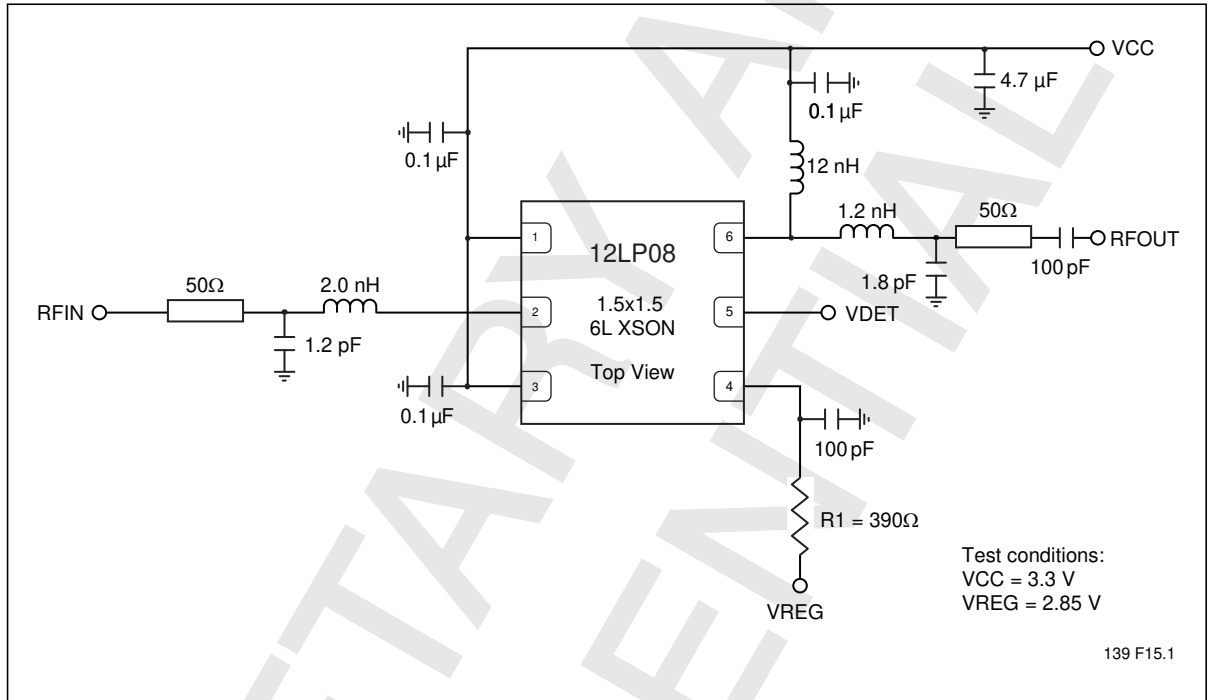 VCC
4.7 µF
0.1 µF
0.1 µF
12 nH
1.2 nH
50Ω
RFOUT
100 pF
1.8 pF
12LP08
1
6
50Ω
2.0 nH
RFIN
1.2 pF
2
1.5x1.5
6L XSON
5
VDET
Top View
3
4
0.1 µF
100 pF
R1 = 390Ω
VREG
Test conditions:
VCC = 3.3 V
VREG = 2.85 V
139 F15.1
TARY A
ENTIAL